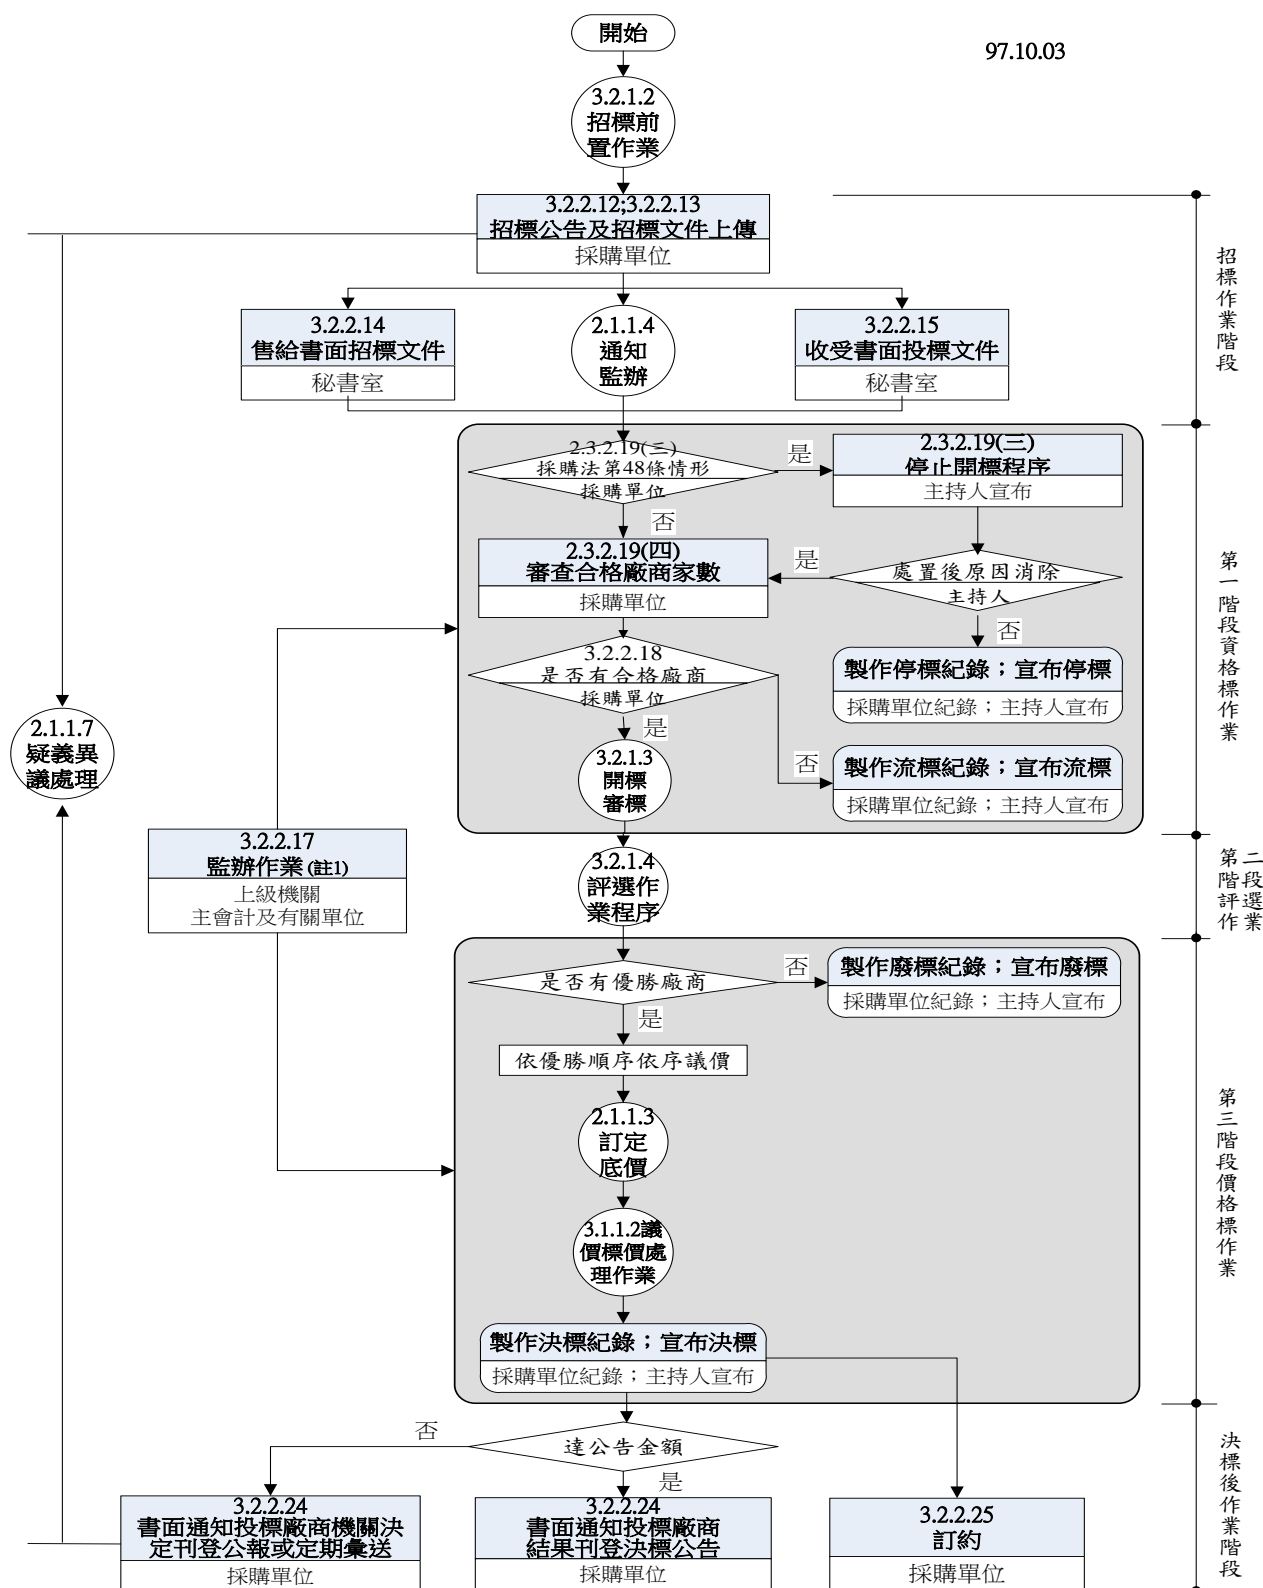 開始
97.10.03
3.2.1.2
招標前
置作業
3.2.2.12;3.2.2.13
招標公告及招標文件上傳
採購單位
招標作業階段
3.2.2.14
售給書面招標文件
秘書室
2.1.1.4
通知
監辦
3.2.2.15
收受書面投標文件
秘書室
2.3.2.19(三)
採購法第48條情形
採購單位
是
2.3.2.19(三)
停止開標程序
主持人宣布
否
2.3.2.19(四)
審查合格廠商家數
採購單位
是
處置後原因消除
主持人
否
第一階段資格標作業
3.2.2.18
是否有合格廠商
採購單位
製作停標紀錄；宣布停標
採購單位紀錄；主持人宣布
是
2.1.1.7
疑義異
議處理
3.2.1.3
開標
審標
否
製作流標紀錄；宣布流標
採購單位紀錄；主持人宣布
3.2.2.17
監辦作業(註1)
上級機關
主會計及有關單位
3.2.1.4
評選作
業程序
第二
階段
評選
作業
是否有優勝廠商
否
製作廢標紀錄；宣布廢標
採購單位紀錄；主持人宣布
是
依優勝順序依序議價
2.1.1.3
訂定
底價
第三階段價格標作業
3.1.1.2議
價標價處
理作業
製作決標紀錄；宣布決標
採購單位紀錄；主持人宣布
達公告金額
否
是
決標後作業階段
3.2.2.24
書面通知投標廠商機關決
定刊登公報或定期彙送
採購單位
3.2.2.24
書面通知投標廠商
結果刊登決標公告
採購單位
3.2.2.25
訂約
採購單位